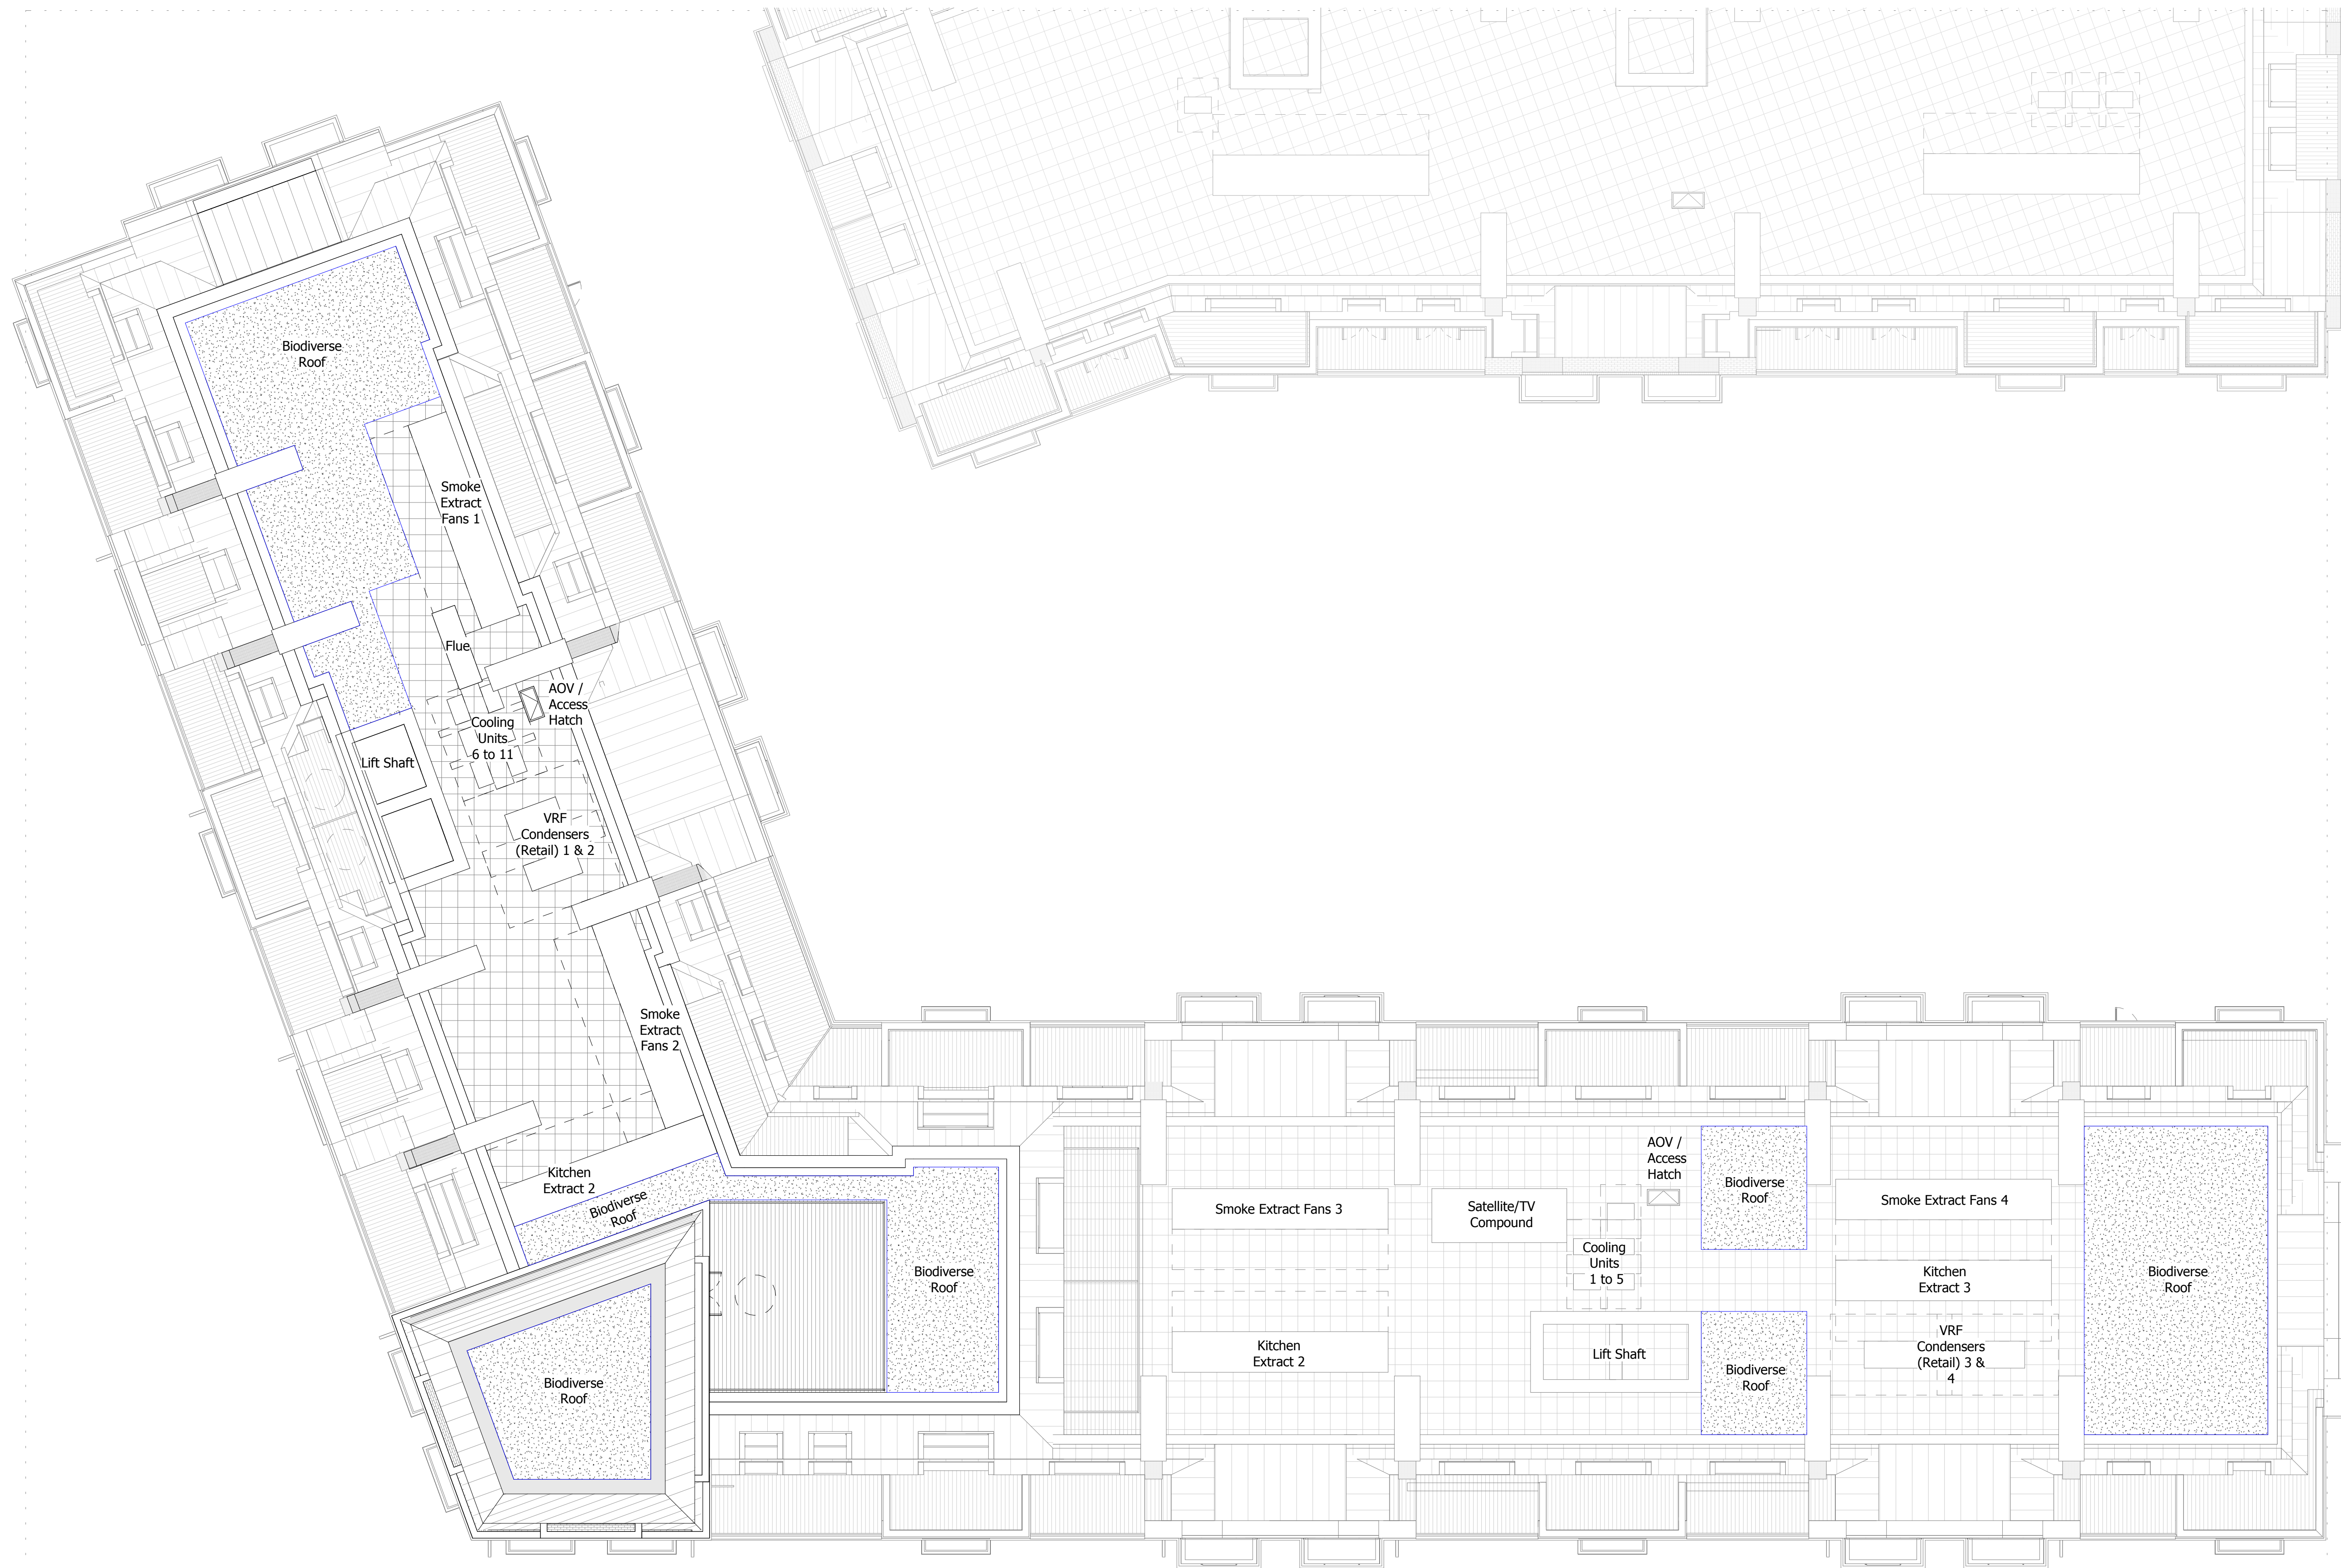 Biodiverse
Roof
Smoke
Extract
Fans 1
Flue
AOV /
Access
Hatch
Cooling
Units
6 to 11
Lift Shaft
VRF
Condensers
(Retail) 1 & 2
Smoke
Extract
Fans 2
Kitchen
Extract 2
Biodiverse
Roof
Biodiverse
Roof
Biodiverse
Roof
Smoke Extract Fans 3
Kitchen
Extract 2
Satellite/TV
Compound
Cooling
Units
1 to 5
AOV /
Access
Hatch
Lift Shaft
Biodiverse
Roof
Biodiverse
Roof
Smoke Extract Fans 4
Kitchen
Extract 3
VRF
Condensers
(Retail) 3 &
4
Biodiverse
Roof